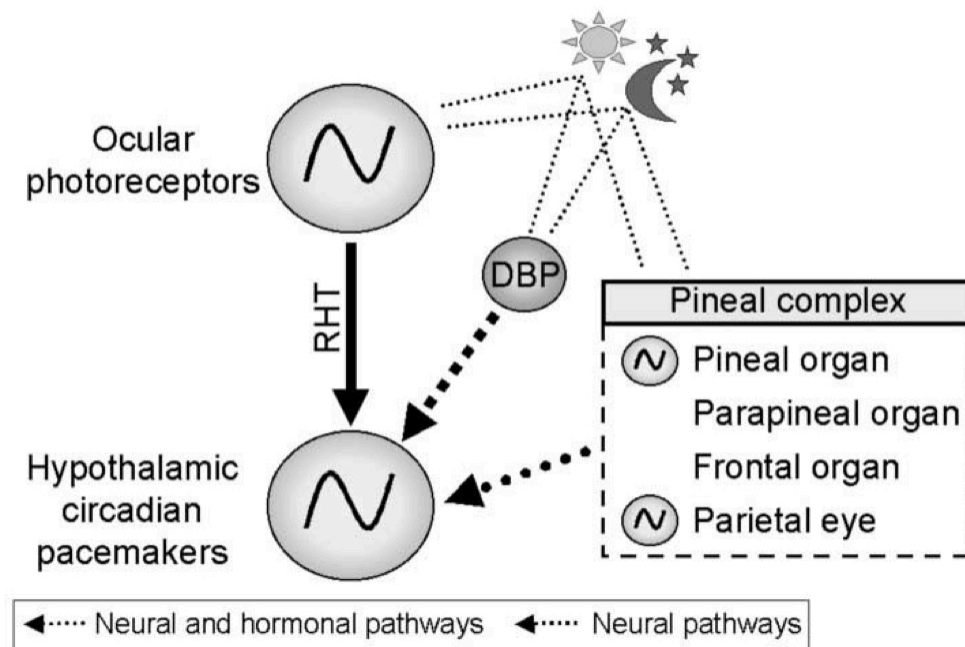 Ocular
photoreceptors
RHT
DBP
Pineal complex
Pineal organ
Parapineal organ
Frontal organ
Parietal eye
Hypothalamic
circadian
pacemakers
Neural and hormonal pathways
Neural pathways